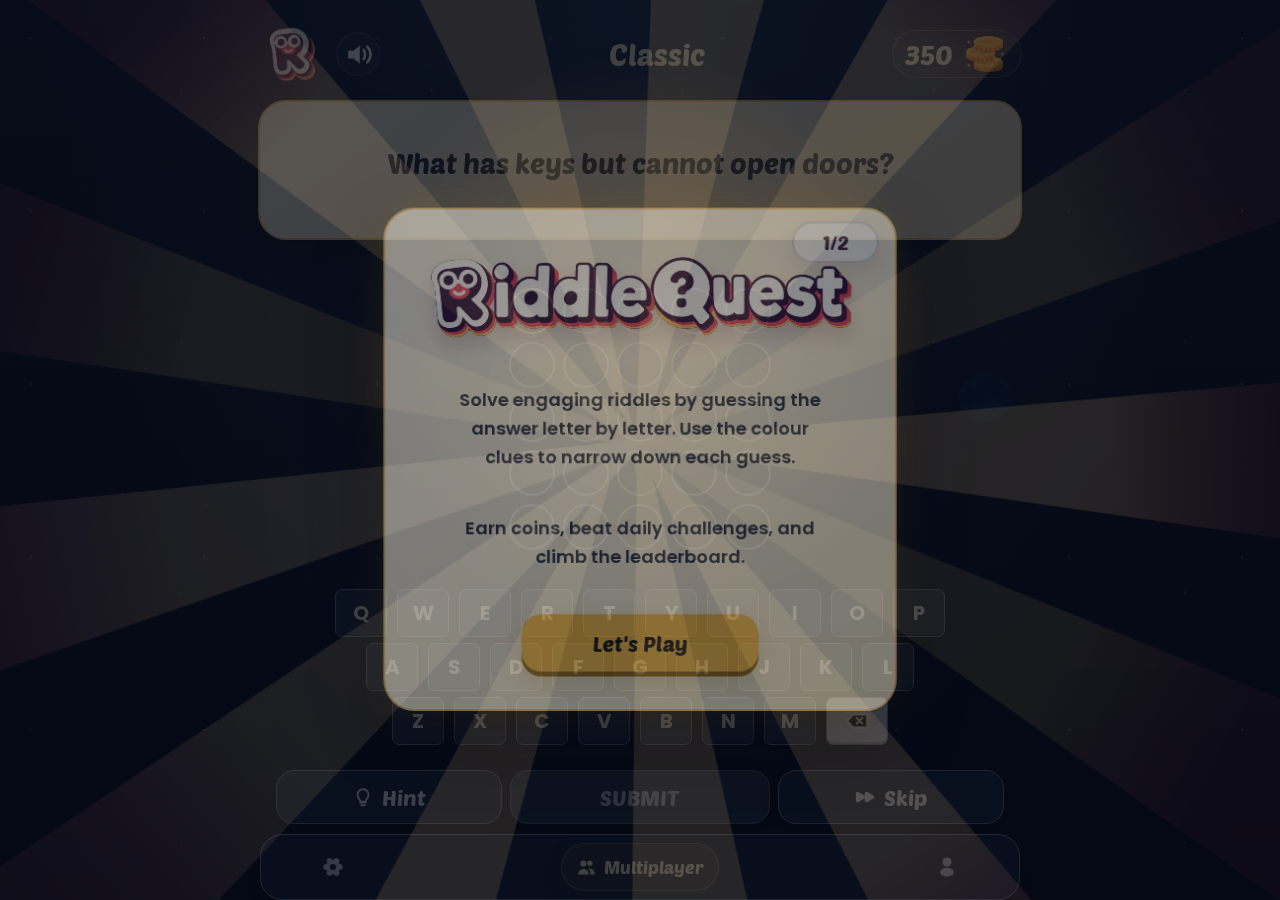 R
Classic
350
What has keys but cannot open doors?
1/2
Riddle Quest
Solve engaging riddles by guessing the
answer letter by letter. Use the colour
clues to narrow down each guess.
Earn coins, beat daily challenges, and
climb the leaderboard.
Q W E R T Y U I O P
Let's Play
A S D F G H J K L
Z X C V B N M
Hint SUBMIT Skip
Multiplayer